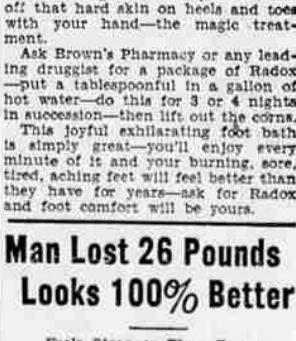 off that hard skin on heels and toes
with your hand—the magic treat-
ment.
Ask Brown's Pharmacy or any lead-
ing druggist for a package of Radox
—put a tablespoonful in a gallon of
hot water—do this for 3 or 4 nights
in succession—then lift out the corns.
This joyful exhilarating foot bath
is simply great—you'll enjoy every
minute of it and your burning, sore,
tired, aching feet will feel better than
they have for years—ask for Radox
and foot comfort will be yours.
Man Lost 26 Pounds
Looks 100% Better